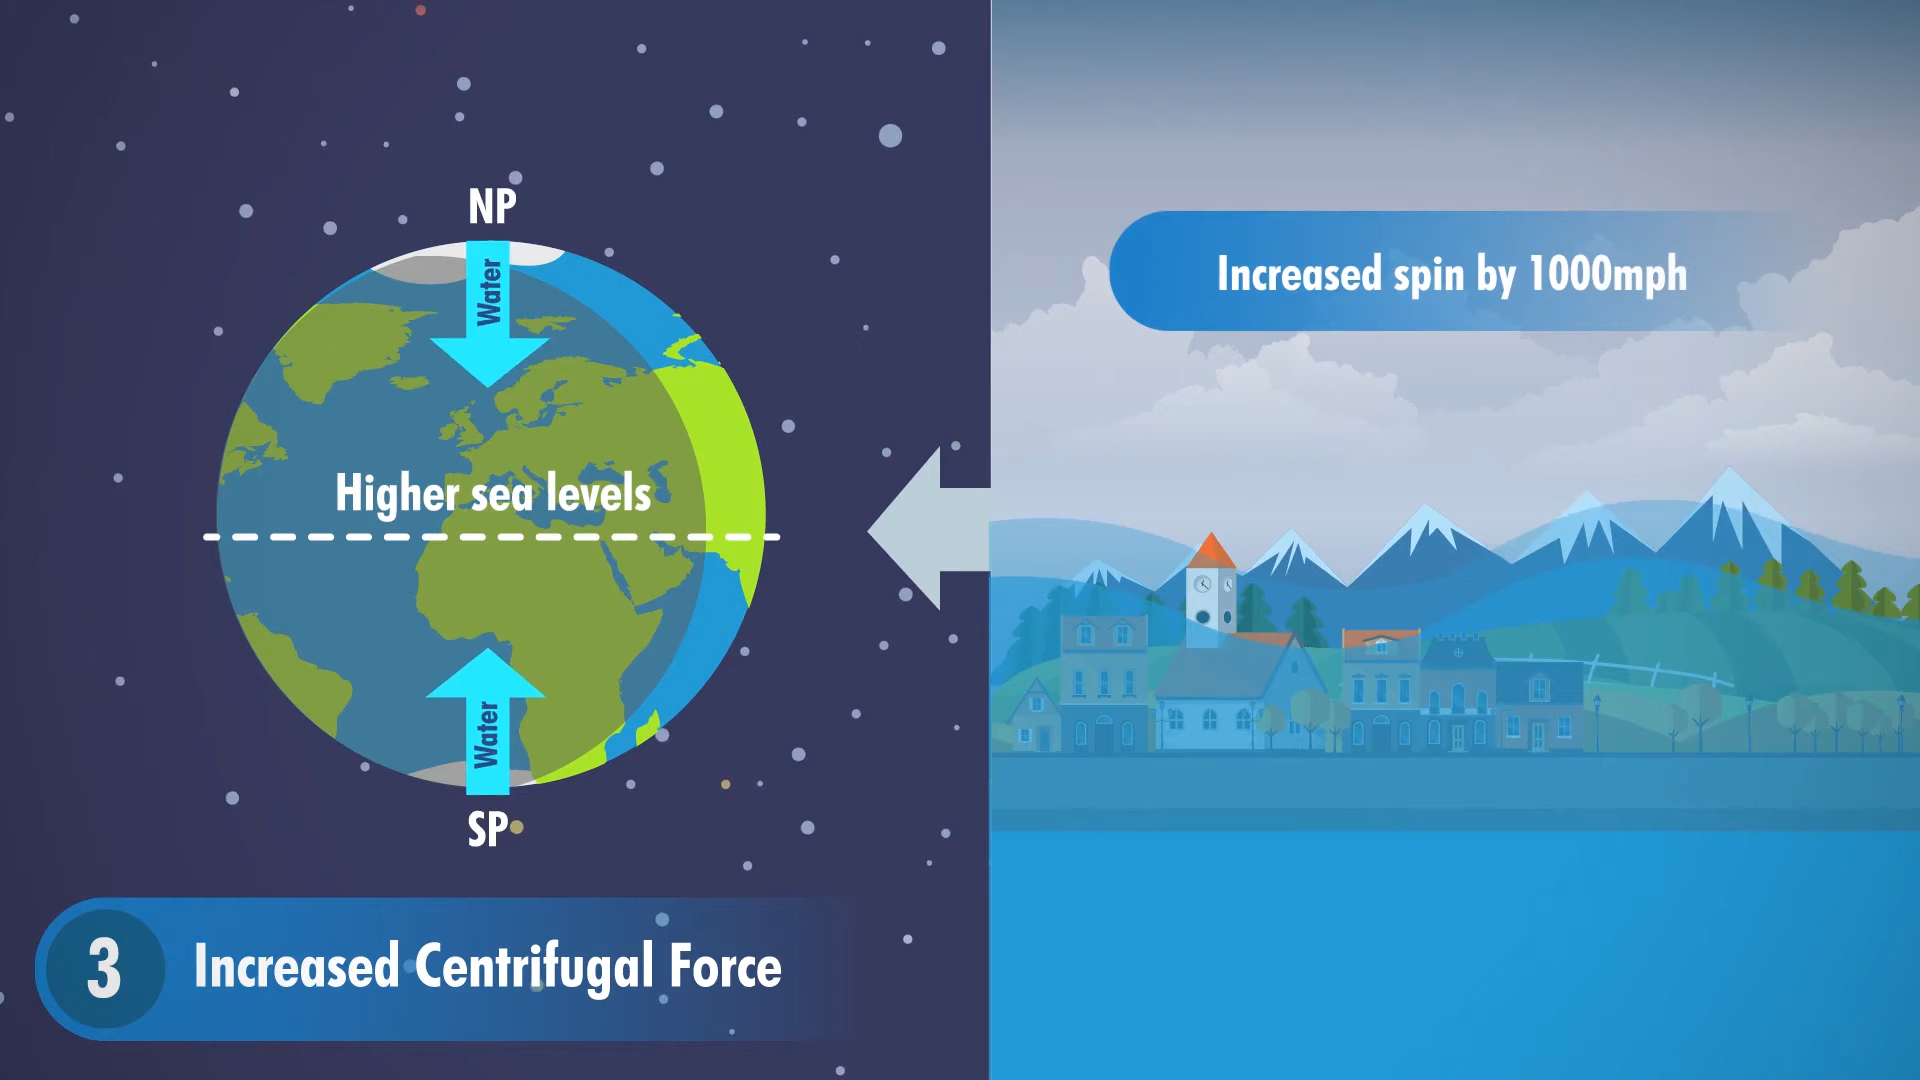 NP
Water
Higher sea levels
Water
SP
3
Increased Centrifugal Force
Increased spin by 1000mph